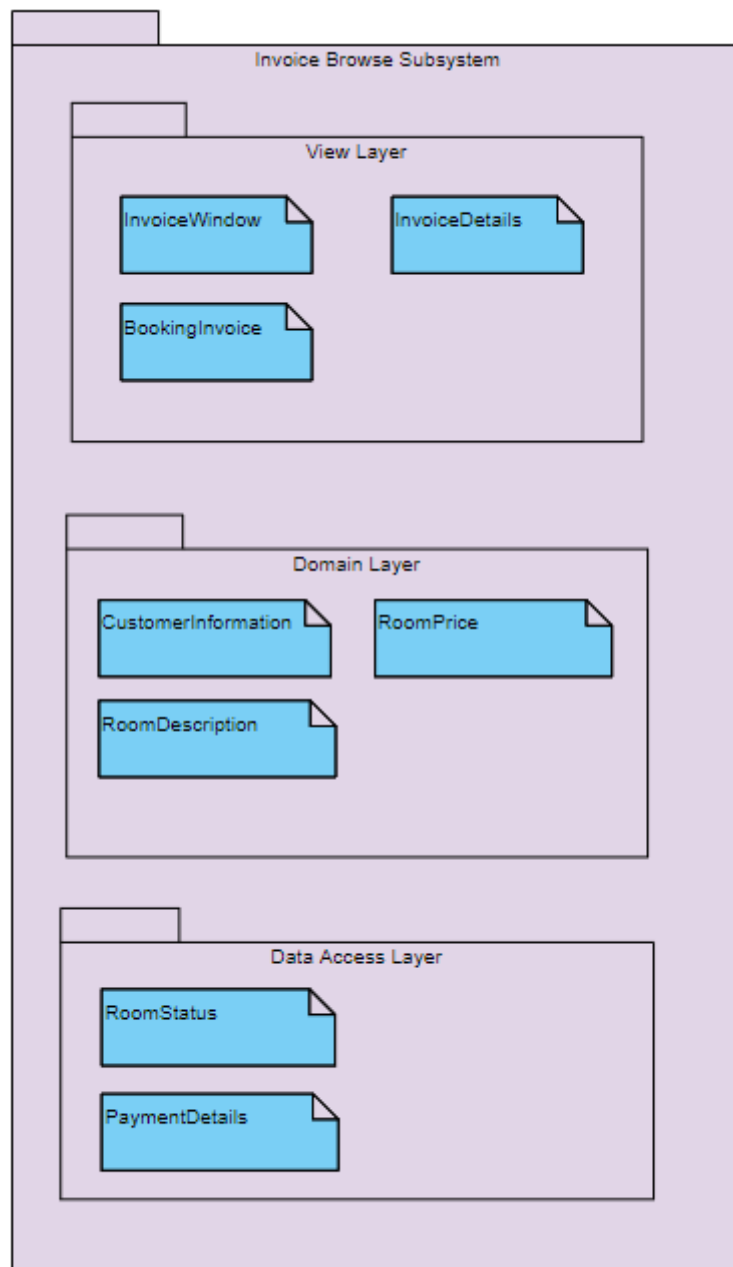 Invoice Browse Subsystem
View Layer
InvoiceWindow
InvoiceDetails
BookingInvoice
Domain Layer
CustomerInformation
RoomPrice
RoomDescription
Data Access Layer
RoomStatus
PaymentDetails